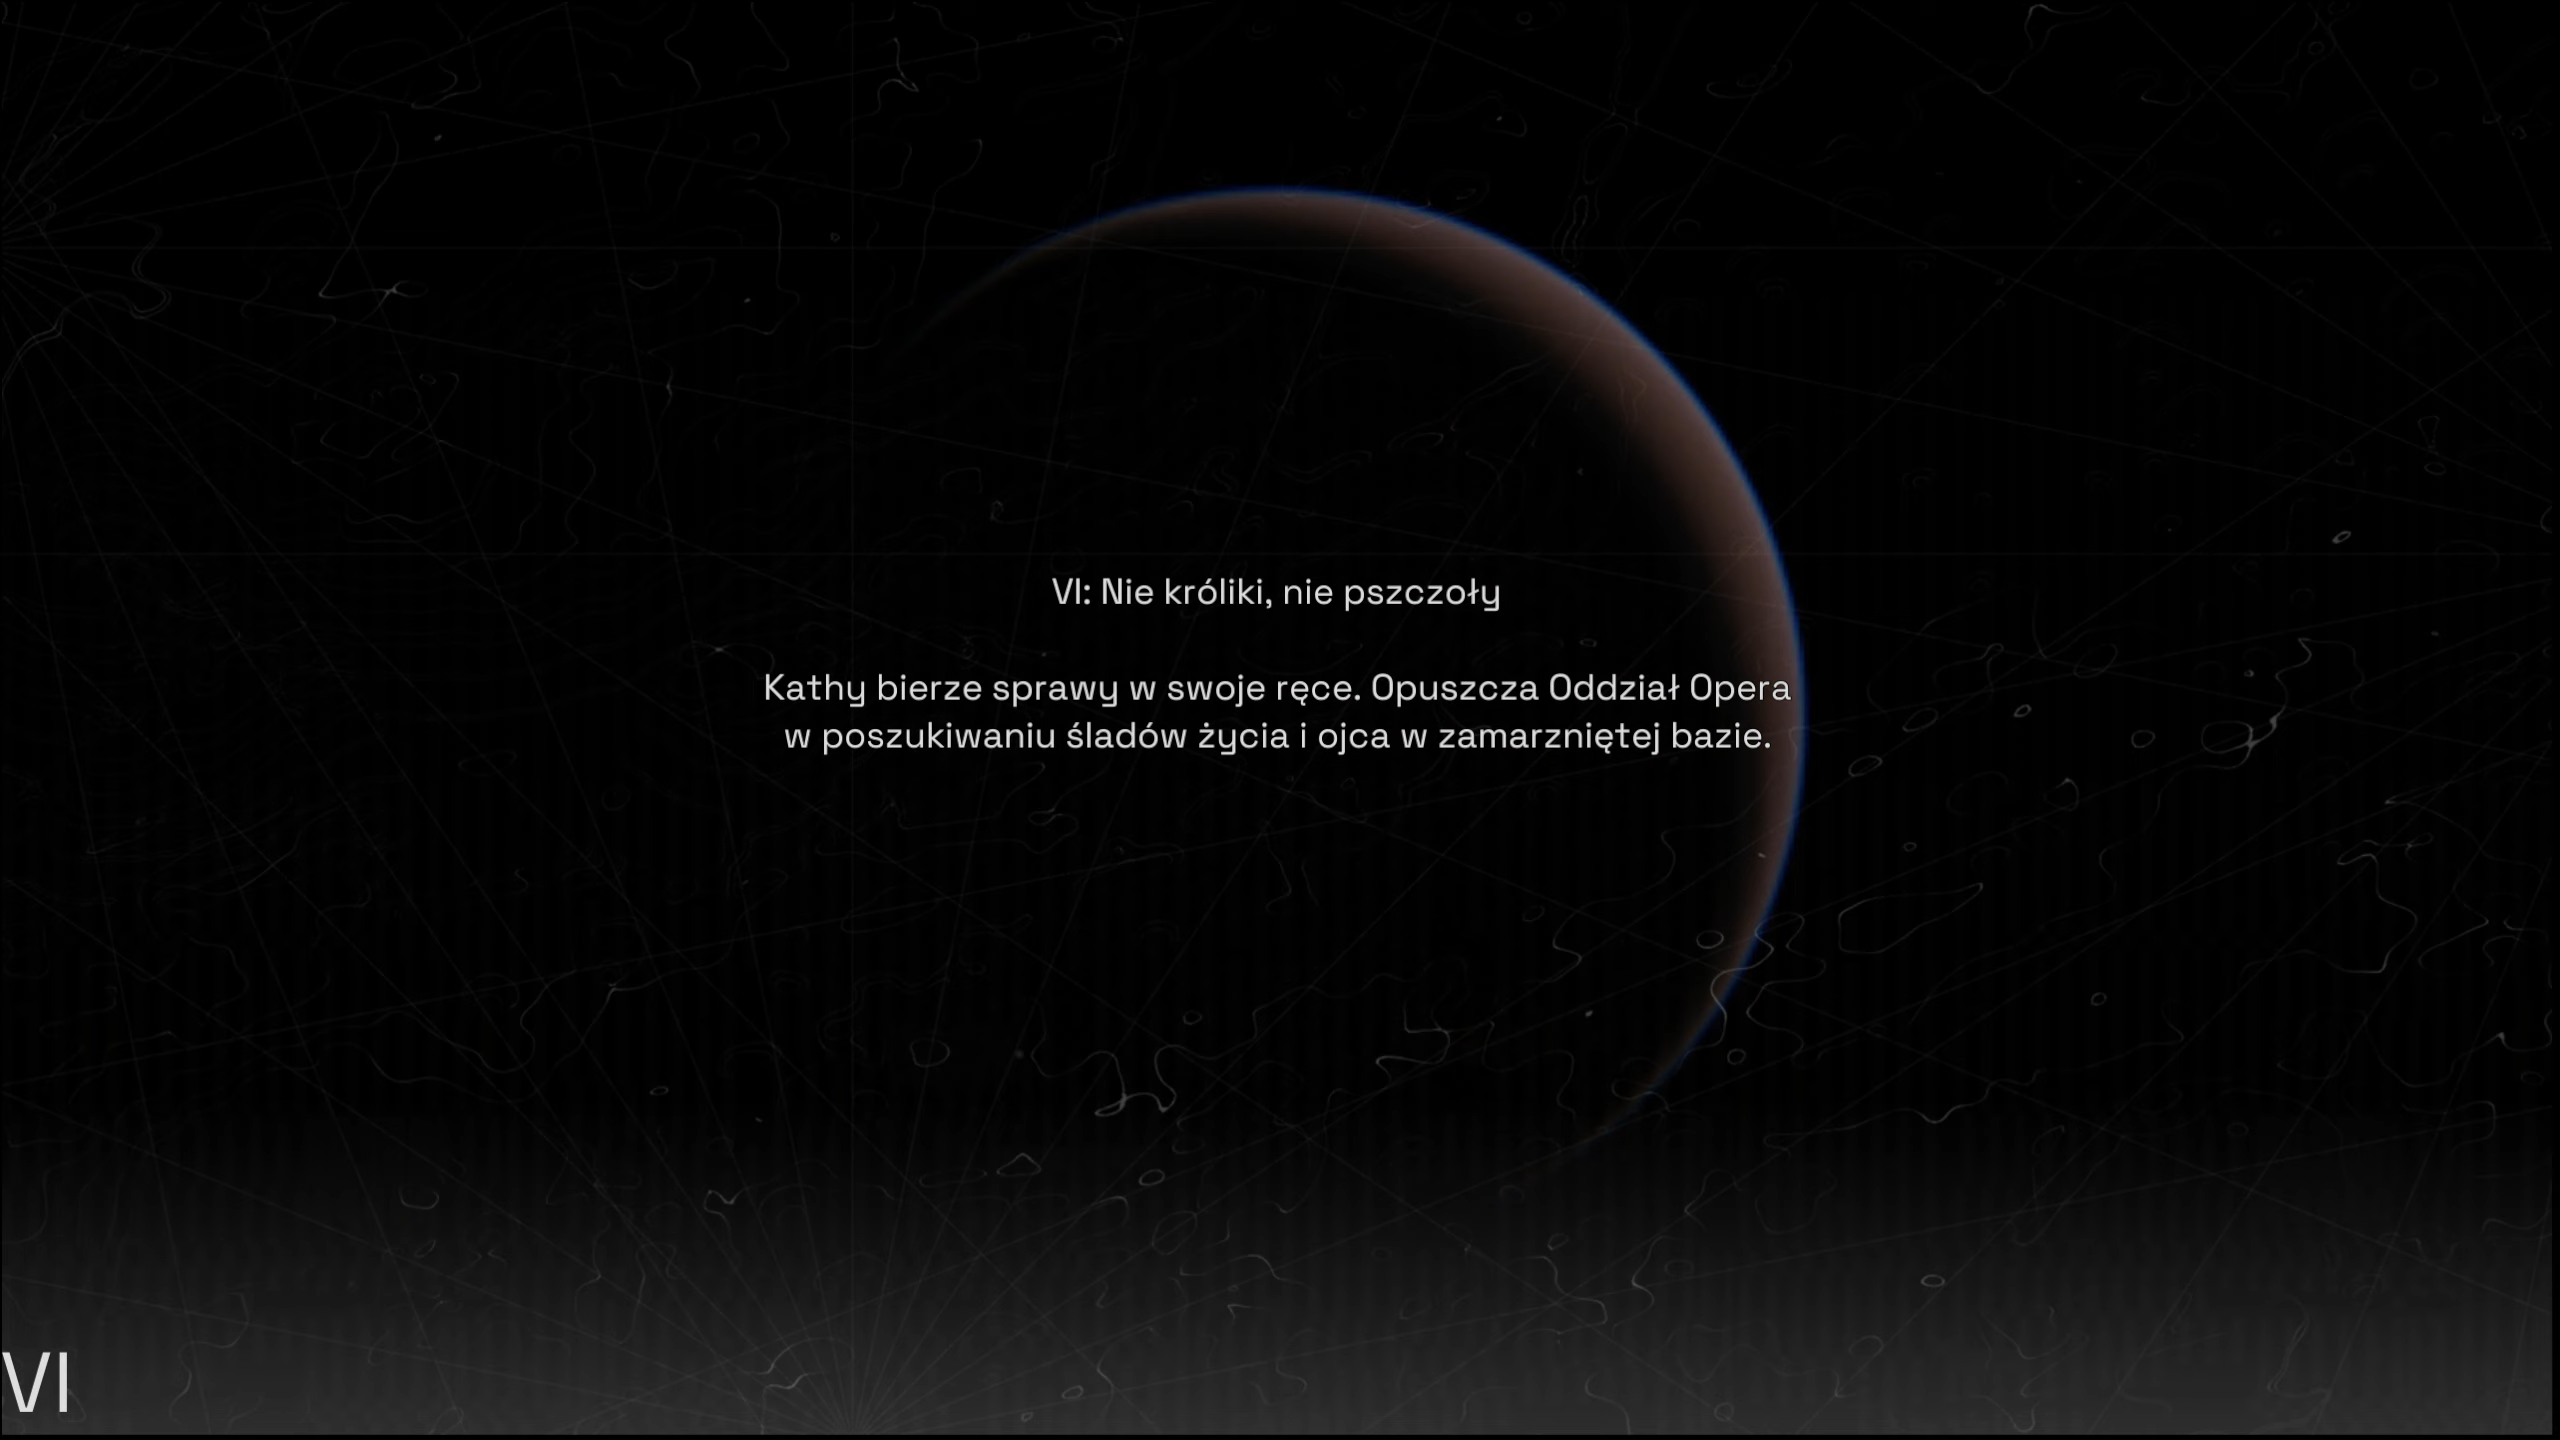 VI: Nie króliki, nie pszczoły
Kathy bierze sprawy w swoje ręce. Opuszcza Oddział Opera
w poszukiwaniu śladów życia i ojca w zamarzniętej bazie.
VI